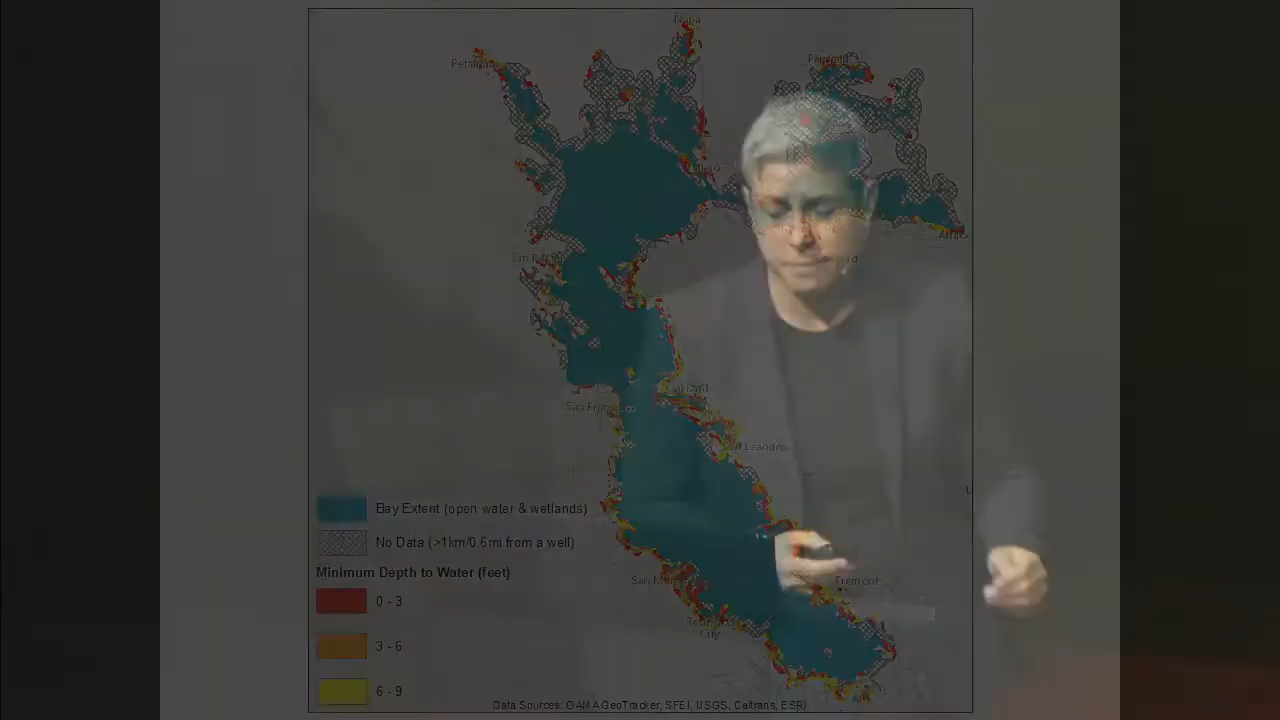 Napa
Petaluma
Fairfield
San Rafael
Oakland
San Francisco
San Leandro
Bay Extent (open water & wetlands)
No Data (>1km/0.6mi from a well)
Minimum Depth to Water (feet)
San Mateo
Fremont
0 - 3
Redwood
City
3 - 6
6 - 9
Data Sources: GAMA GeoTracker, SFEI, USGS, Caltrans, ESRI